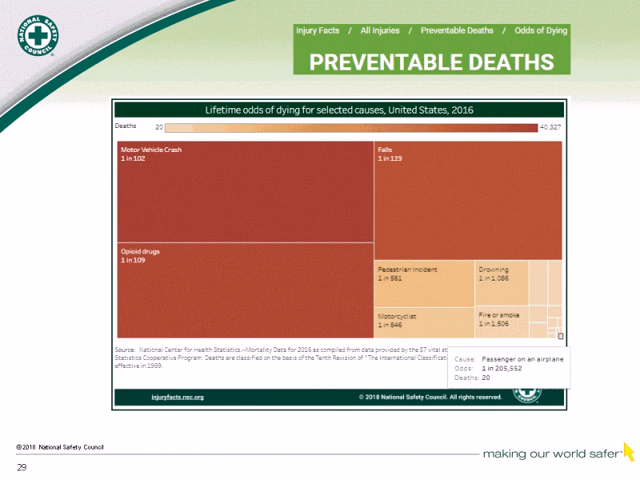 NATIONAL SAFETY COUNCIL
Injury Facts / All Injuries / Preventable Deaths / Odds of Dying
PREVENTABLE DEATHS
Lifetime odds of dying for selected causes, United States, 2016
Deaths 20 40,327
Motor Vehicle Crash
1 in 102
Falls
1 in 119
Opioid drugs
1 in 109
Pedestrian incident
1 in 561
Drowning
1 in 1,086
Motorcyclist
1 in 846
Fire or smoke
1 in 1,506
Source: National Center for Health Statistics—Mortality Data for 2016 as compiled from data provided by the 57 vital st
Statistics Cooperative Program. Deaths are classified on the basis of the Tenth Revision of "The International Classificati
effective in 1999.
Cause: Passenger on an airplane
Odds: 1 in 205,552
Deaths: 20
injuryfacts.nsc.org
© 2018 National Safety Council. All rights reserved.
COUNCIL
©2018 National Safety Council
making our world safer
29